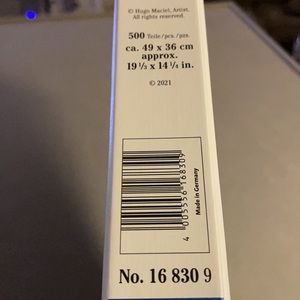 © Hugo Maciel, Artist.
All rights reserved.
500 Teile/pcs./pzs.
ca. 49 x 36 cm
approx.
19 1/3 x 14 1/4 in.
© 2021
4 005556 168309
Made in Germany
No. 16 830 9